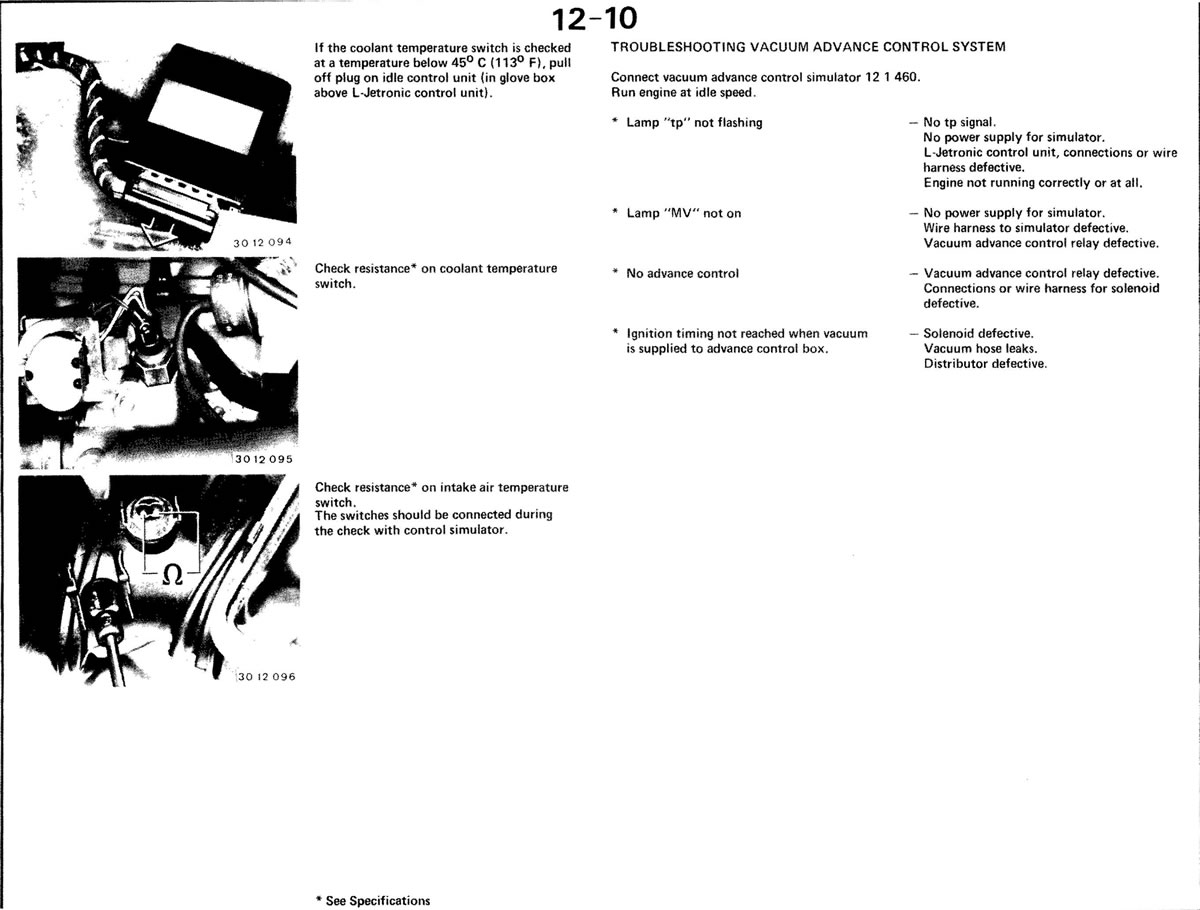 12-10
If the coolant temperature switch is checked
at a temperature below 45° C (113° F), pull
off plug on idle control unit (in glove box
above L-Jetronic control unit).
30 12 094
Check resistance* on coolant temperature
switch.
30 12 095
Check resistance* on intake air temperature
switch.
The switches should be connected during
the check with control simulator.
Ω
30 12 096
TROUBLESHOOTING VACUUM ADVANCE CONTROL SYSTEM
Connect vacuum advance control simulator 12 1 460.
Run engine at idle speed.
* Lamp "tp" not flashing
— No tp signal.
No power supply for simulator.
L-Jetronic control unit, connections or wire
harness defective.
Engine not running correctly or at all.
* Lamp "MV" not on
— No power supply for simulator.
Wire harness to simulator defective.
Vacuum advance control relay defective.
* No advance control
— Vacuum advance control relay defective.
Connections or wire harness for solenoid
defective.
* Ignition timing not reached when vacuum
is supplied to advance control box.
— Solenoid defective.
Vacuum hose leaks.
Distributor defective.
* See Specifications